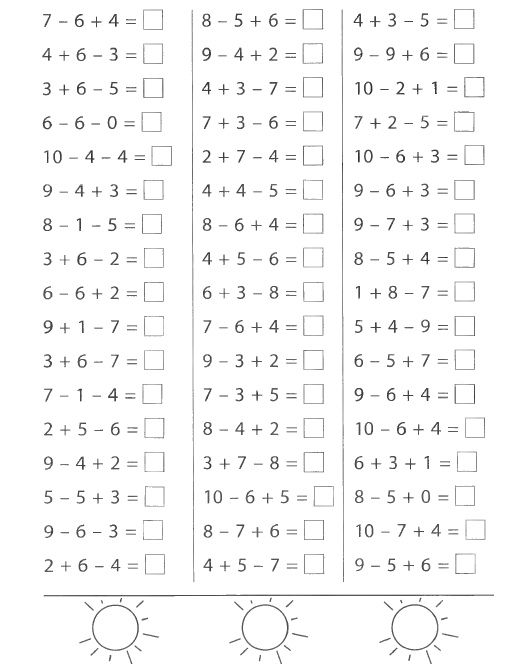 7 – 6 + 4 =
4 + 6 – 3 =
3 + 6 – 5 =
6 – 6 – 0 =
10 – 4 – 4 =
9 – 4 + 3 =
8 – 1 – 5 =
3 + 6 – 2 =
6 – 6 + 2 =
9 + 1 – 7 =
3 + 6 – 7 =
7 – 1 – 4 =
2 + 5 – 6 =
9 – 4 + 2 =
5 – 5 + 3 =
9 – 6 – 3 =
2 + 6 – 4 =
8 – 5 + 6 =
9 – 4 + 2 =
4 + 3 – 7 =
7 + 3 – 6 =
2 + 7 – 4 =
4 + 4 – 5 =
8 – 6 + 4 =
4 + 5 – 6 =
6 + 3 – 8 =
7 – 6 + 4 =
9 – 3 + 2 =
7 – 3 + 5 =
8 – 4 + 2 =
3 + 7 – 8 =
10 – 6 + 5 =
8 – 7 + 6 =
4 + 5 – 7 =
4 + 3 – 5 =
9 – 9 + 6 =
10 – 2 + 1 =
7 + 2 – 5 =
10 – 6 + 3 =
9 – 6 + 3 =
9 – 7 + 3 =
8 – 5 + 4 =
1 + 8 – 7 =
5 + 4 – 9 =
6 – 5 + 7 =
9 – 6 + 4 =
10 – 6 + 4 =
6 + 3 + 1 =
8 – 5 + 0 =
10 – 7 + 4 =
9 – 5 + 6 =